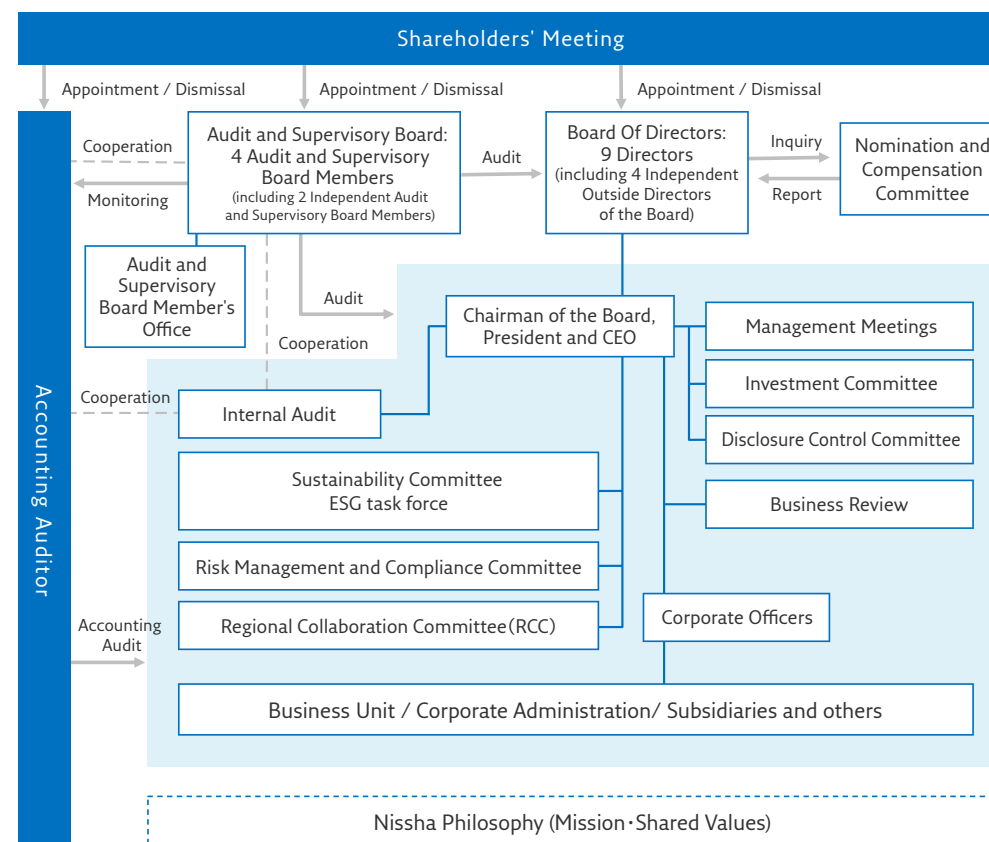 Shareholders' Meeting
Appointment / Dismissal
Appointment / Dismissal
Appointment / Dismissal
Cooperation
Monitoring
Audit and Supervisory Board:
4 Audit and Supervisory
Board Members
(including 2 Independent Audit
and Supervisory Board Members)
Audit
Board Of Directors:
9 Directors
(including 4 Independent
Outside Directors
of the Board)
Inquiry
Report
Nomination and
Compensation
Committee
Audit and
Supervisory
Board Member's
Office
Audit
Cooperation
Chairman of the Board,
President and CEO
Management Meetings
Investment Committee
Disclosure Control Committee
Business Review
Accounting Auditor
Cooperation
Internal Audit
Sustainability Committee
ESG task force
Risk Management and Compliance Committee
Regional Collaboration Committee(RCC)
Corporate Officers
Accounting
Audit
Business Unit / Corporate Administration/ Subsidiaries and others
Nissha Philosophy (Mission・Shared Values)